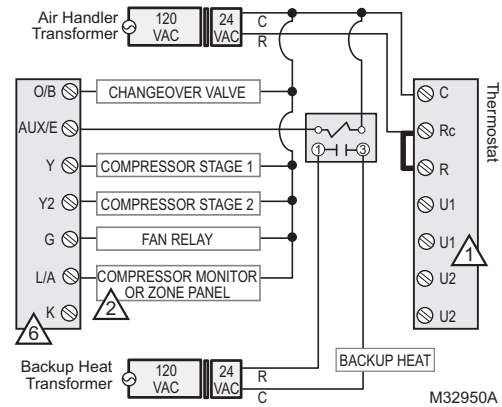 Air Handler
Transformer
120
VAC
24
VAC
C
R
O/B
CHANGEOVER VALVE
AUX/E
1
3
Y
COMPRESSOR STAGE 1
Y2
COMPRESSOR STAGE 2
G
FAN RELAY
L/A
COMPRESSOR MONITOR
OR ZONE PANEL
2
K
6
C
Rc
R
U1
U1
1
U2
U2
Thermostat
BACKUP HEAT
Backup Heat
Transformer
120
VAC
24
VAC
R
C
M32950A